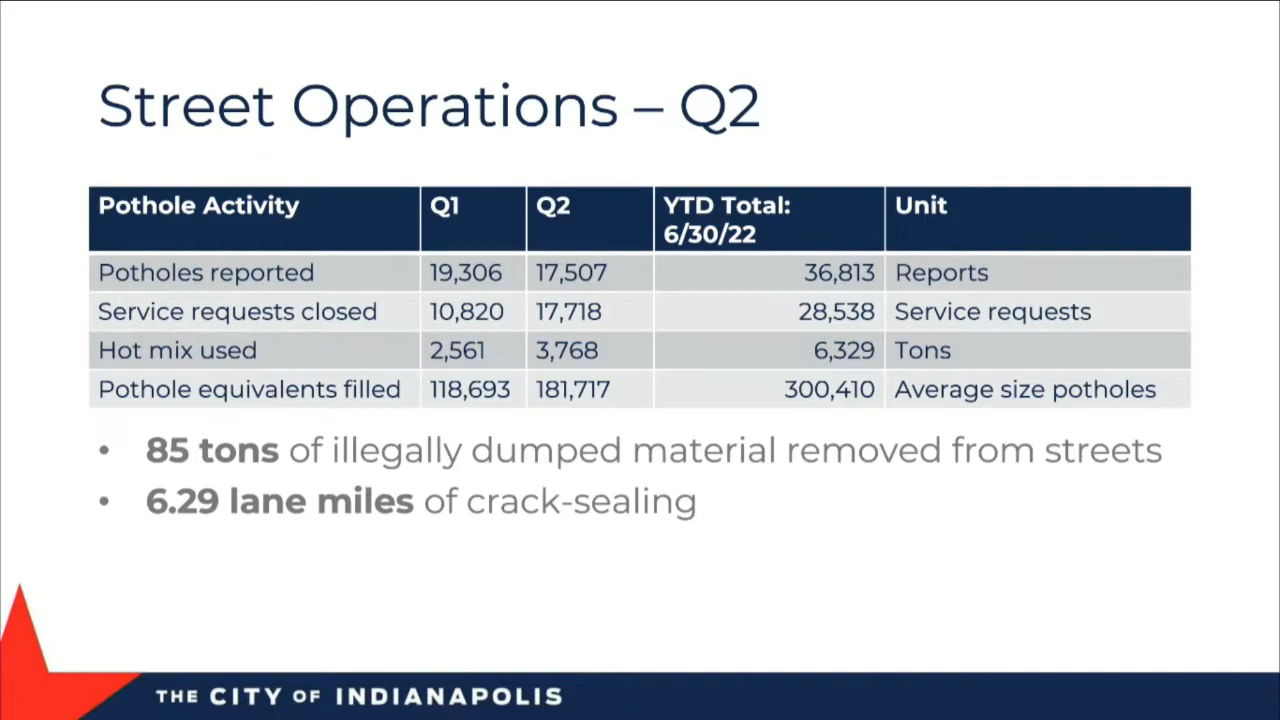 Street Operations – Q2
Pothole Activity Q1 Q2 YTD Total: Unit
6/30/22
Potholes reported 19,306 17,507 36,813 Reports
Service requests closed 10,820 17,718 28,538 Service requests
Hot mix used 2,561 3,768 6,329 Tons
Pothole equivalents filled 118,693 181,717 300,410 Average size potholes
• 85 tons of illegally dumped material removed from streets
• 6.29 lane miles of crack-sealing
THE CITY OF INDIANAPOLIS